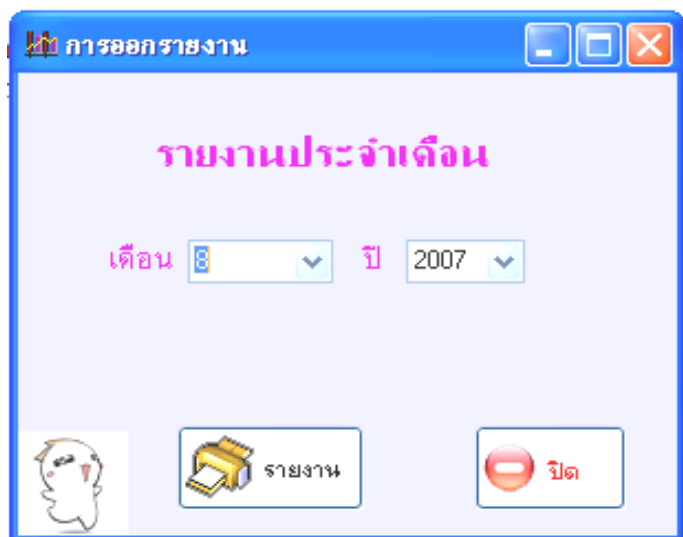 การออกรายงาน
รายงานประจำเดือน
เดือน 8 ปี 2007
รายงาน ปิด